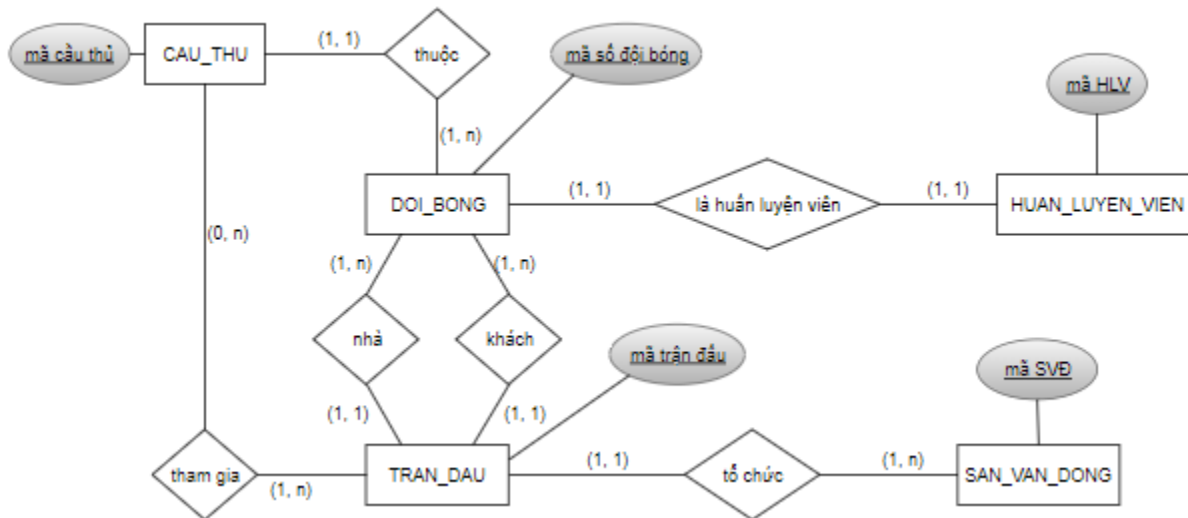 mã cầu thủ
CAU_THU
(1, 1)
thuộc
mã số đội bóng
mã HLV
(1, n)
DOI_BONG
(1, 1)
là huấn luyện viên
(1, 1)
HUAN_LUYEN_VIEN
(0, n)
(1, n)
(1, n)
nhà
khách
mã trận đấu
mã SVĐ
(1, 1)
(1, 1)
tham gia
(1, n)
TRAN_DAU
(1, 1)
tổ chức
(1, n)
SAN_VAN_DONG